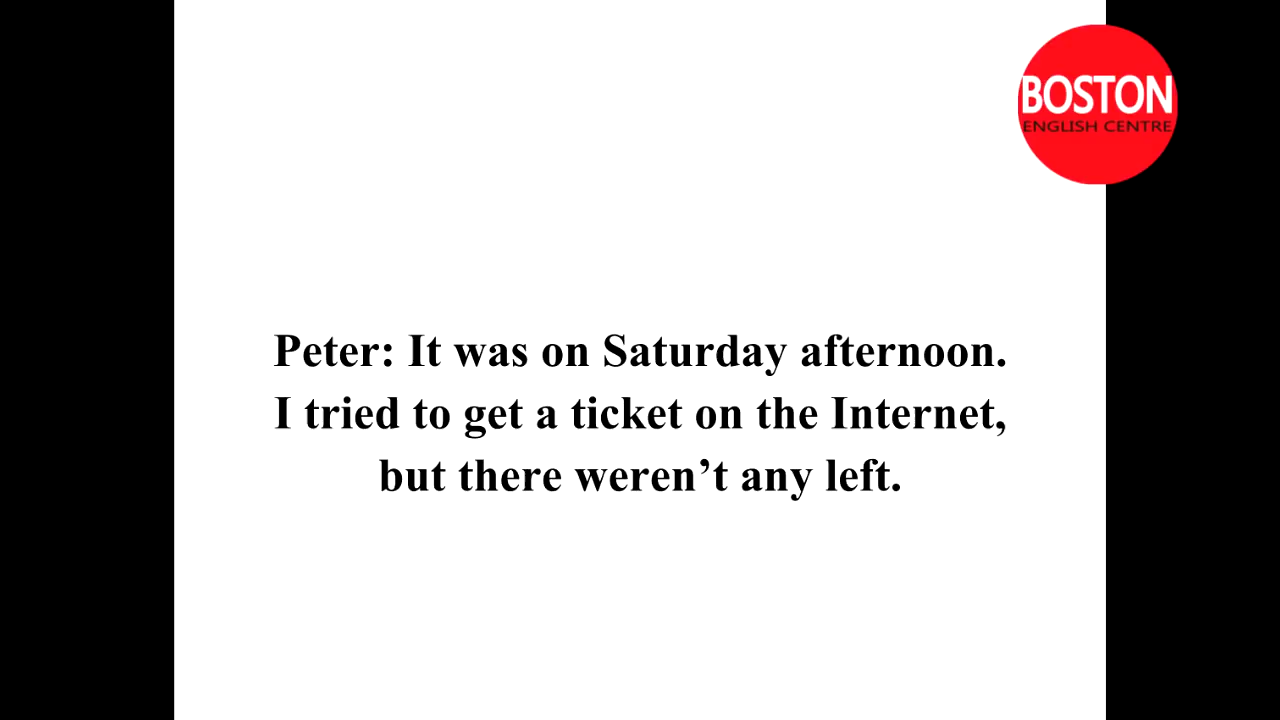 BOSTON
ENGLISH CENTRE
Peter: It was on Saturday afternoon.
I tried to get a ticket on the Internet,
but there weren’t any left.